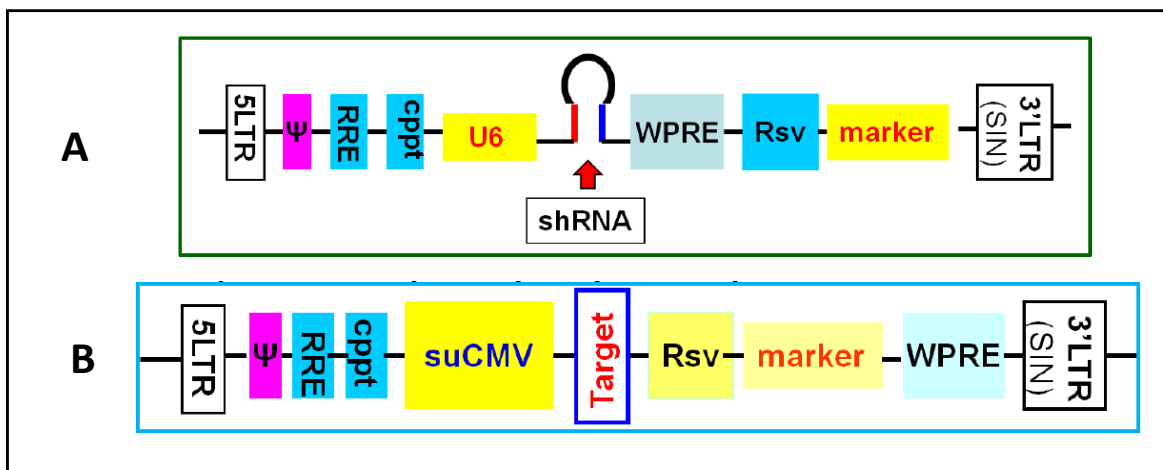 A
5LTR
Ψ
RRE
cppt
U6
shRNA
WPRE
Rsv
marker
3'LTR
(SIN)
B
5LTR
Ψ
RRE
cppt
suCMV
Target
Rsv
marker
WPRE
3'LTR
(SIN)